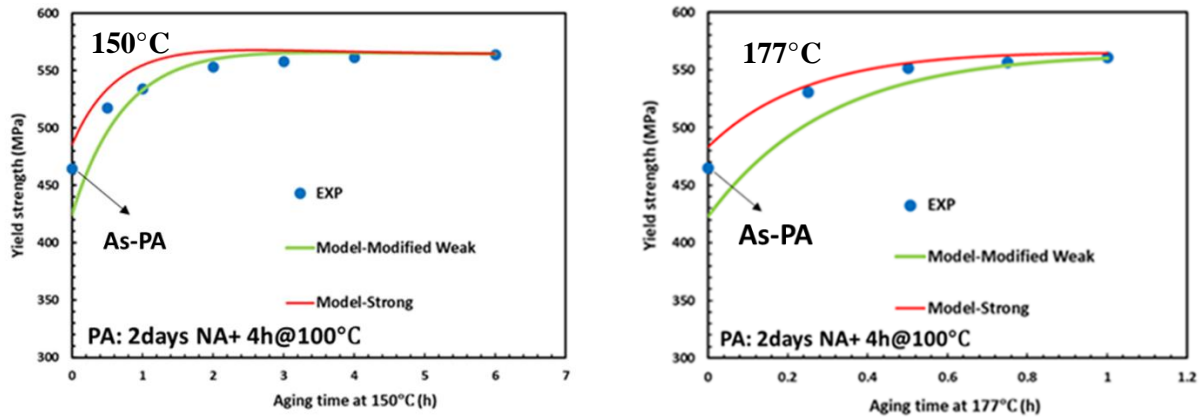 600
550
500
450
400
350
300
Yield strength (MPa)
150°C
As-PA
EXP
Model-Modified Weak
Model-Strong
PA: 2days NA+ 4h@100°C
0 1 2 3 4 5 6 7
Aging time at 150°C (h)
600
550
500
450
400
350
300
Yield strength (MPa)
177°C
As-PA
EXP
Model-Modified Weak
Model-Strong
PA: 2days NA+ 4h@100°C
0 0.2 0.4 0.6 0.8 1 1.2
Aging time at 177°C (h)